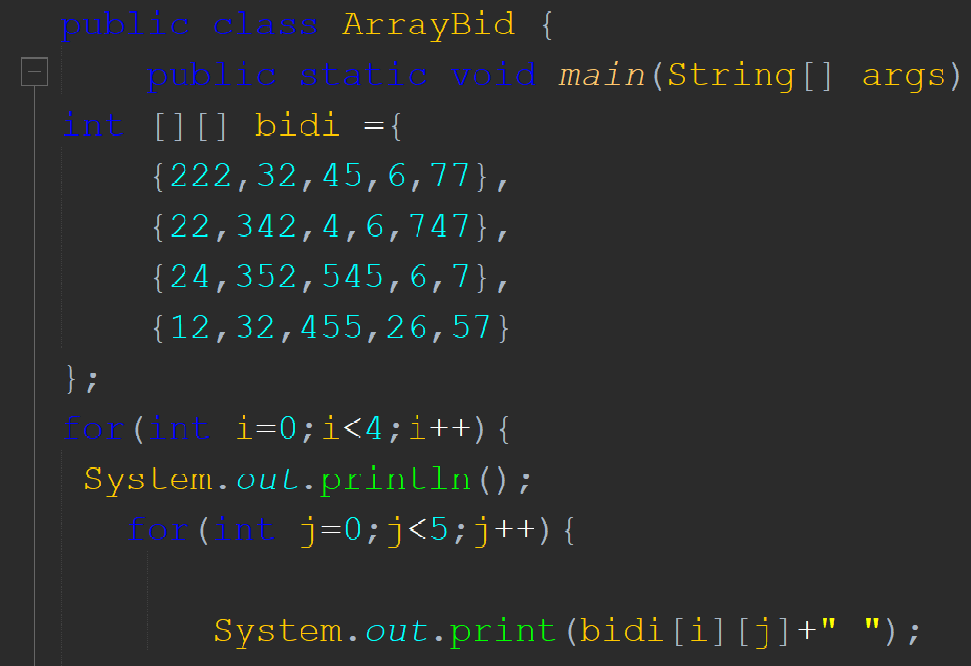 public class ArrayBid {
public static void main(String[] args)
int [][] bidi ={
{222,32,45,6,77},
{22,342,4,6,747},
{24,352,545,6,7},
{12,32,455,26,57}
};
for(int i=0;i<4;i++){
System.out.println();
for(int j=0;j<5;j++){
System.out.print(bidi[i][j]+" ");